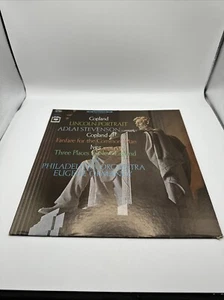 Copland
LINCOLN PORTRAIT
ADLAI STEVENSON
Copland
Fanfare for the Common Man
Ives
Three Places in New England
PHILADELPHIA ORCHESTRA
EUGENE ORMANDY